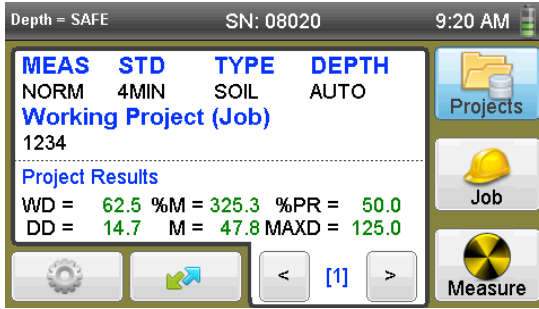 Depth = SAFE SN: 08020 9:20 AM
MEAS STD TYPE DEPTH
NORM 4MIN SOIL AUTO
Working Project (Job)
1234
Project Results
WD = 62.5 %M = 325.3 %PR = 50.0
DD = 14.7 M = 47.8 MAXD = 125.0
< [1] >
Projects
Job
Measure